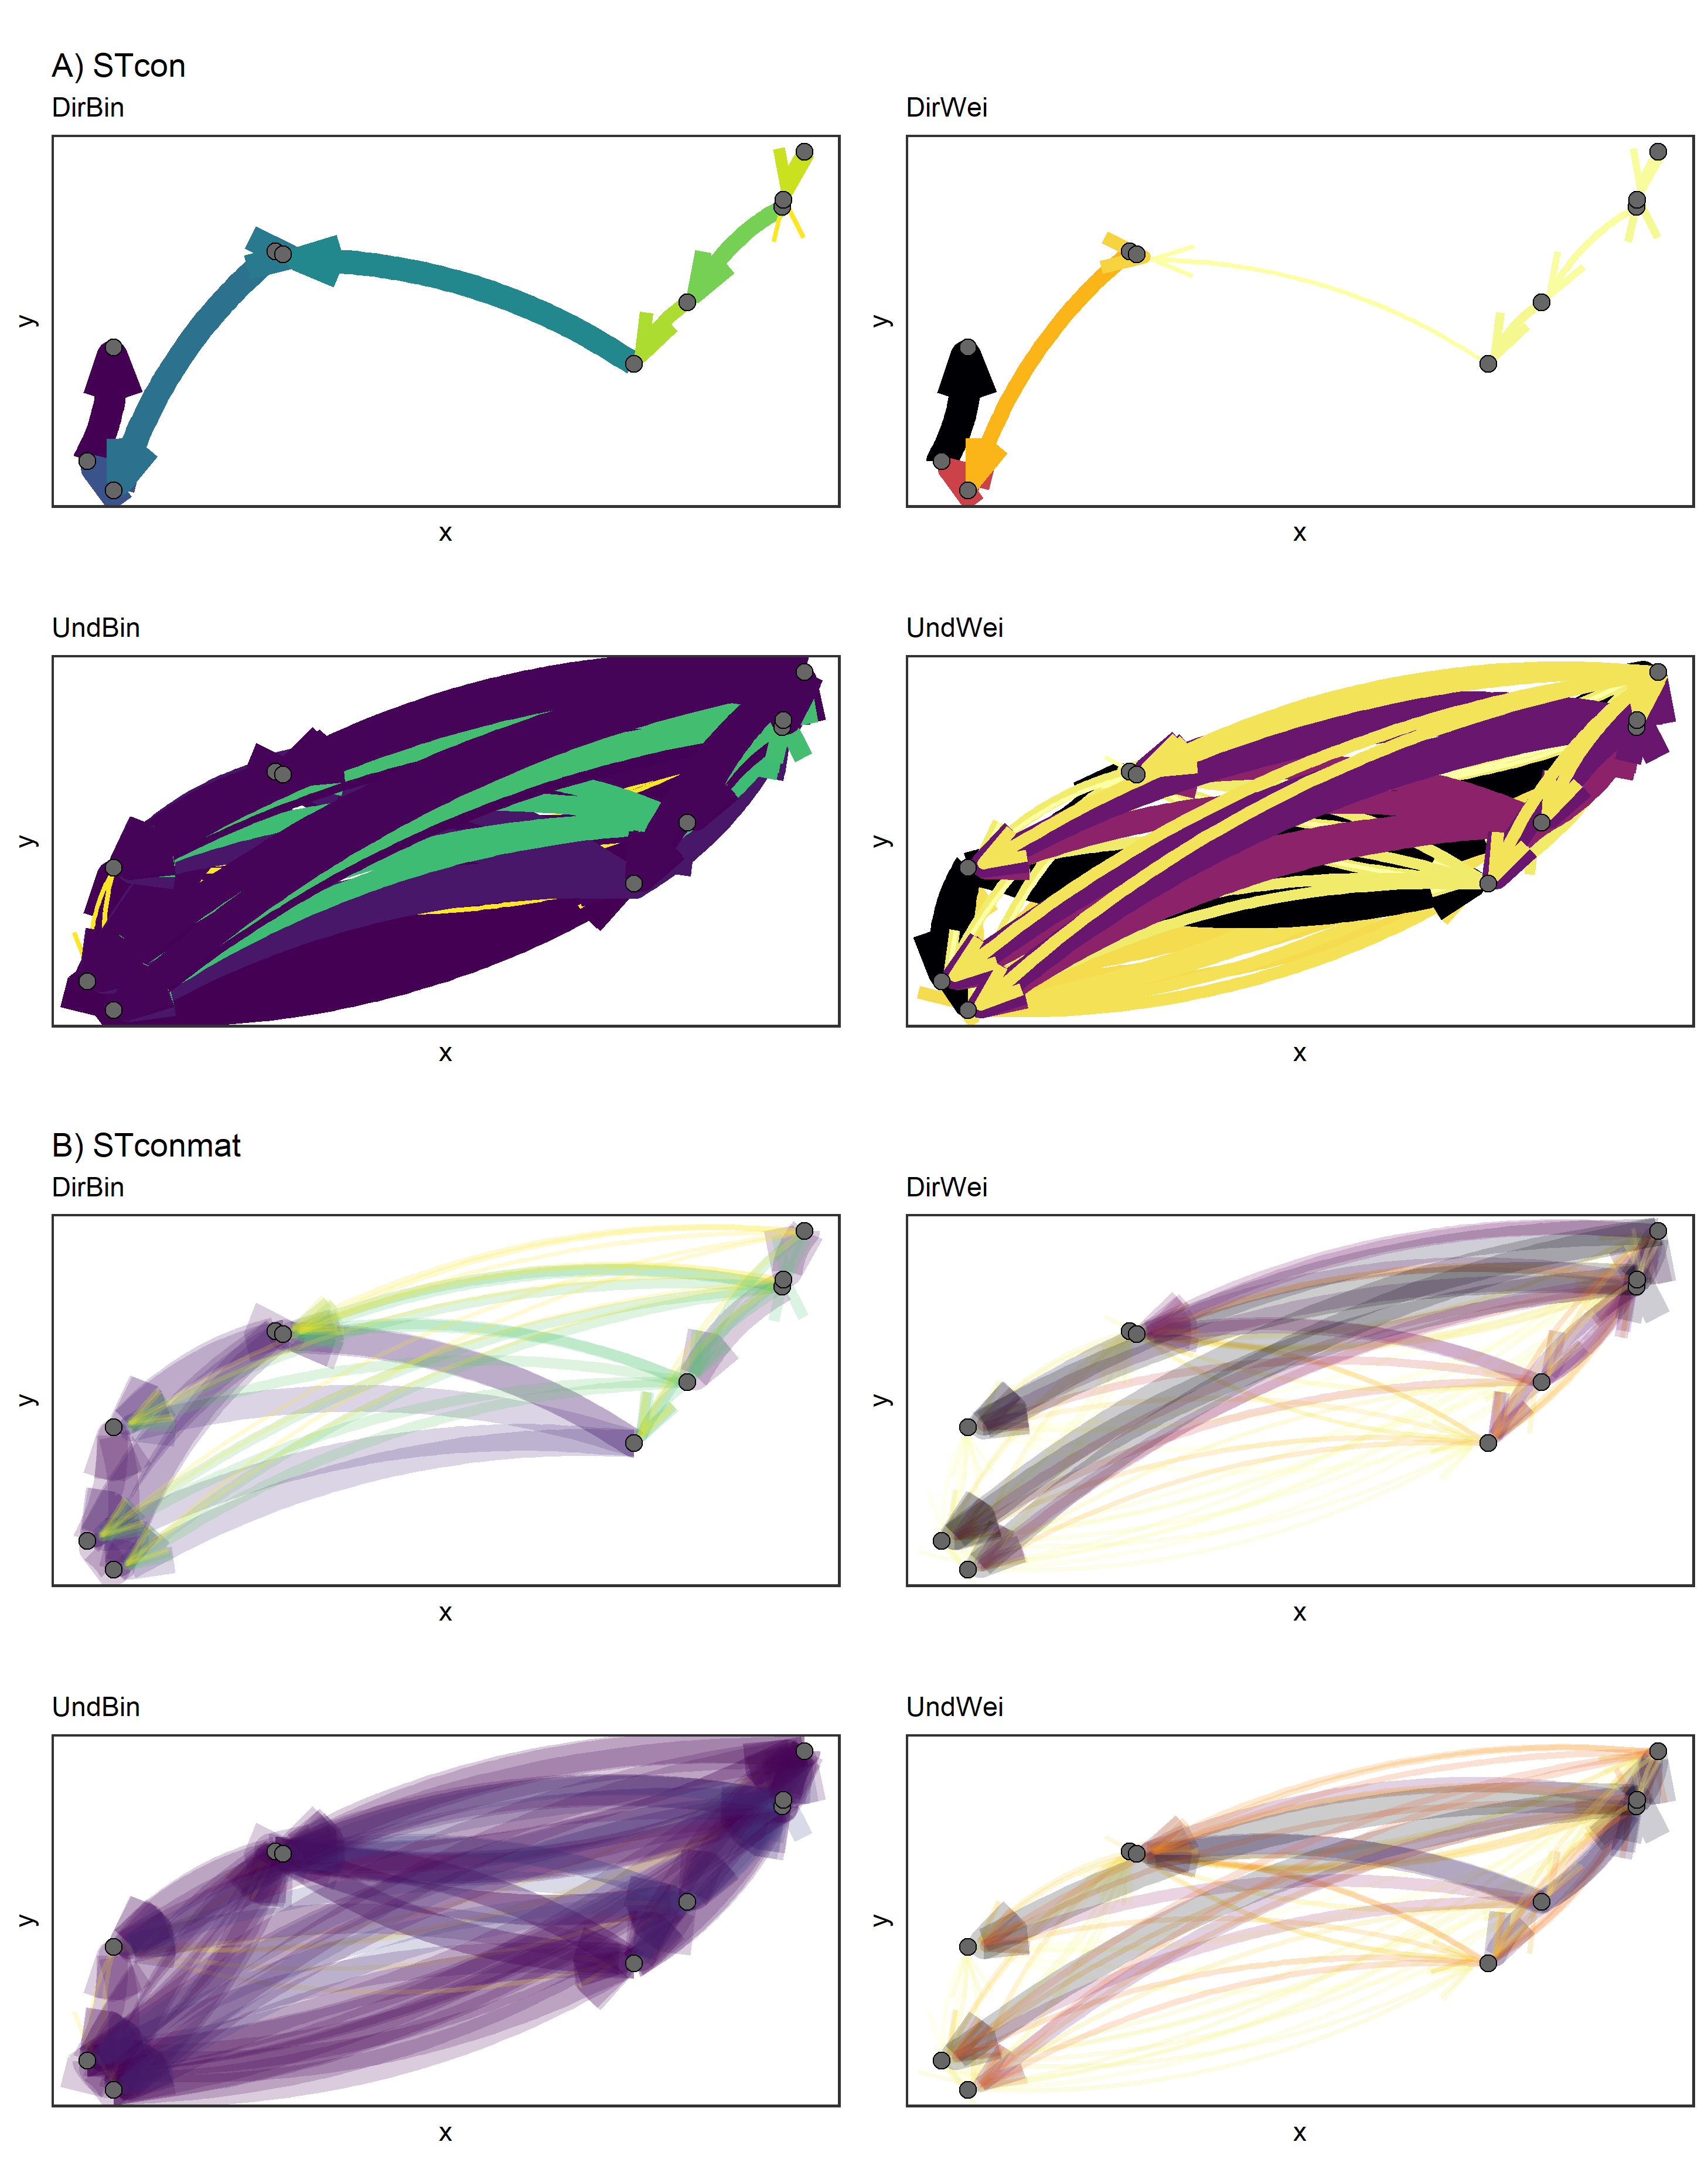 A) STcon
DirBin
DirWei
y
x
y
x
UndBin
UndWei
y
x
y
x
B) STconmat
DirBin
DirWei
y
x
y
x
UndBin
UndWei
y
x
y
x